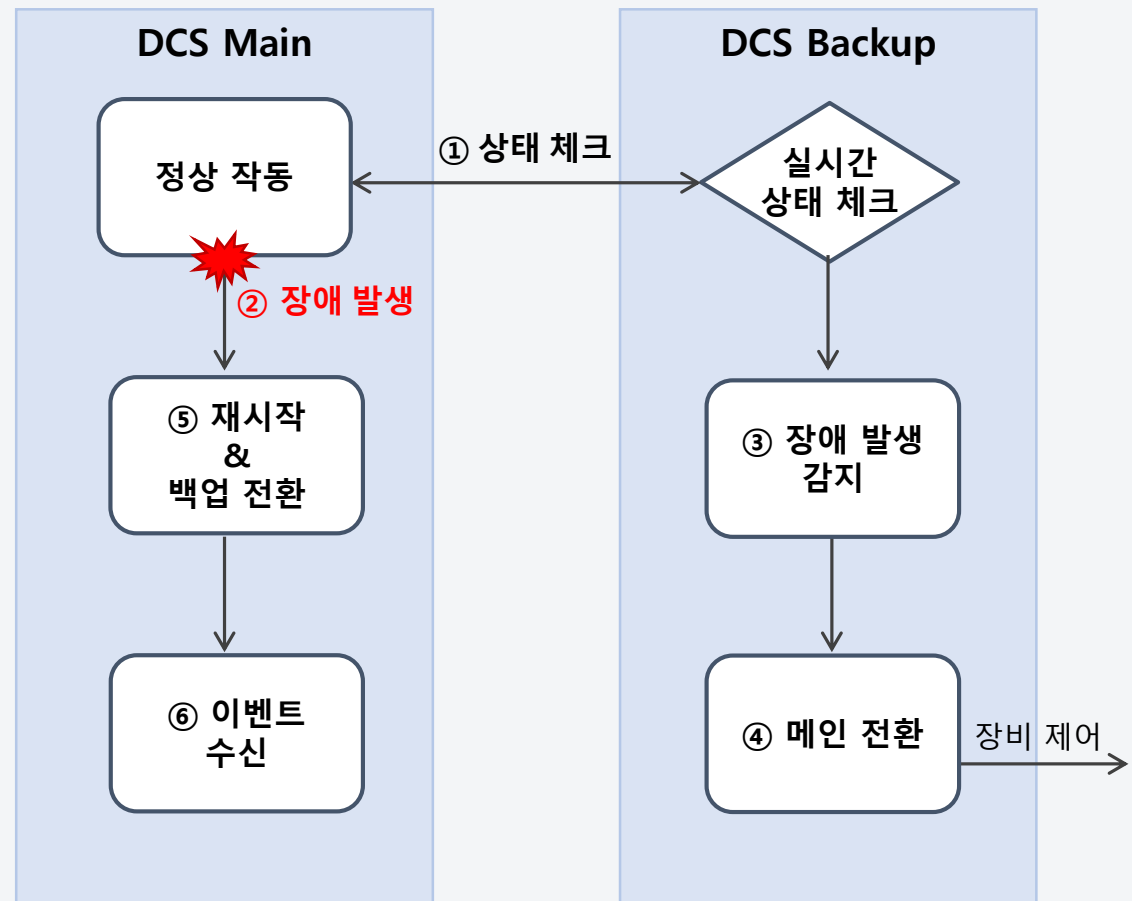 DCS Main
DCS Backup
정상 작동
① 상태 체크
실시간
상태 체크
② 장애 발생
⑤ 재시작
&
백업 전환
③ 장애 발생
감지
⑥ 이벤트
수신
④ 메인 전환
장비 제어